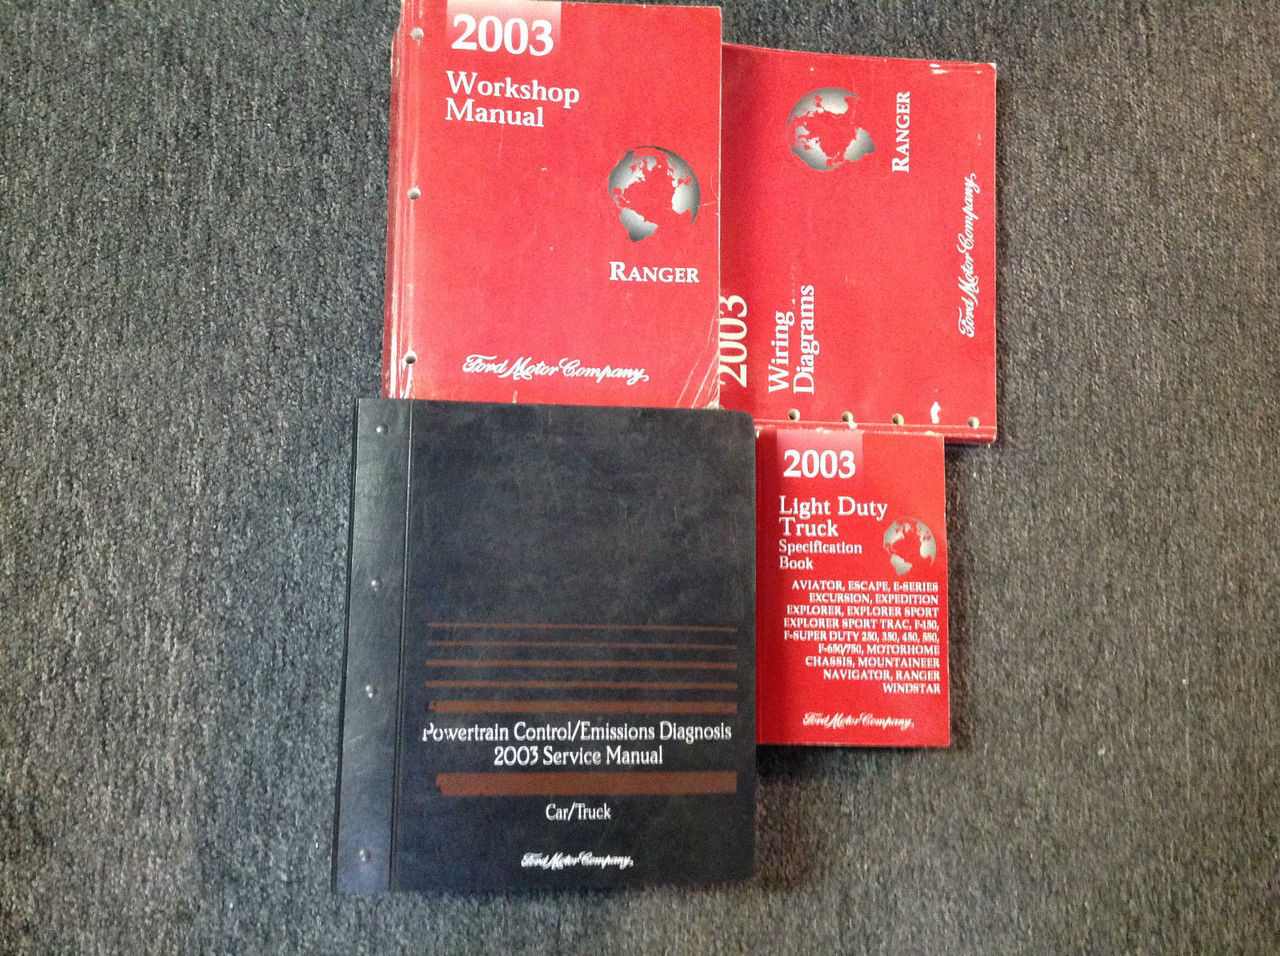 2003
Workshop
Manual
RANGER
Ford Motor Company,
2003
Wiring
Diagrams
RANGER
Ford Motor Company,
Powertrain Control/Emissions Diagnosis
2003 Service Manual
Car/Truck
Ford Motor Company,
2003
Light Duty
Truck
Specification
Book
AVIATOR, ESCAPE, E-SERIES
EXCURSION, EXPEDITION
EXPLORER, EXPLORER SPORT
EXPLORER SPORT TRAC, F-150,
F-SUPER DUTY 250, 350, 450, 550,
F-650/750, MOTORHOME
CHASSIS, MOUNTAINEER
NAVIGATOR, RANGER
WINDSTAR
Ford Motor Company,